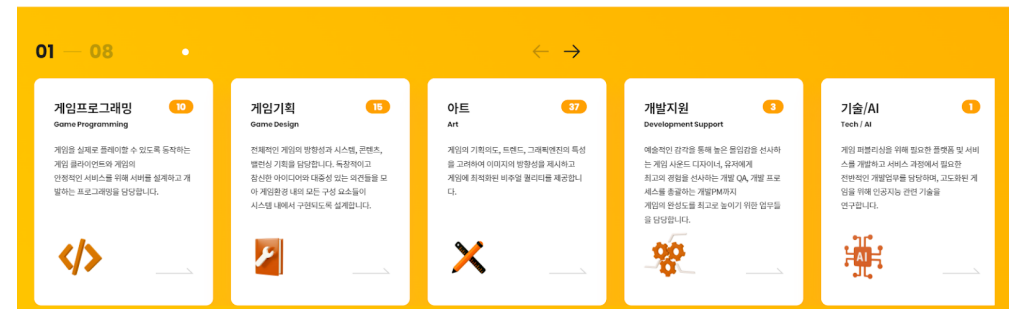 01 — 08
게임프로그래밍 10
Game Programming
게임을 실제로 플레이할 수 있도록 동작하는
게임 클라이언트와 게임의
안정적인 서비스를 위해 서버를 설계하고 개
발하는 프로그래밍을 담당합니다.
게임기획 15
Game Design
전체적인 게임의 방향성과 시스템, 콘텐츠,
밸런싱 기획을 담당합니다. 독창적이고
참신한 아이디어와 대중성 있는 의견들을 모
아 게임환경 내의 모든 구성 요소들이
시스템 내에서 구현되도록 설계합니다.
아트 37
Art
게임의 기획의도, 트렌드, 그래픽엔진의 특성
을 고려하여 이미지의 방향성을 제시하고
게임에 최적화된 비주얼 퀄리티를 제공합니
다.
개발지원 3
Development Support
예술적인 감각을 통해 높은 몰입감을 선사하
는 게임 사운드 디자이너, 유저에게
최고의 경험을 선사하는 개발 QA, 개발 프로
세스를 총괄하는 개발PM까지
게임의 완성도를 최고로 높이기 위한 업무들
을 담당합니다.
기술/AI 1
Tech / AI
게임 퍼블리싱을 위해 필요한 플랫폼 및 서비
스를 개발하고 서비스 과정에서 필요한
전반적인 개발업무를 담당하며, 고도화된 게
임을 위해 인공지능 관련 기술을
연구합니다.
AI